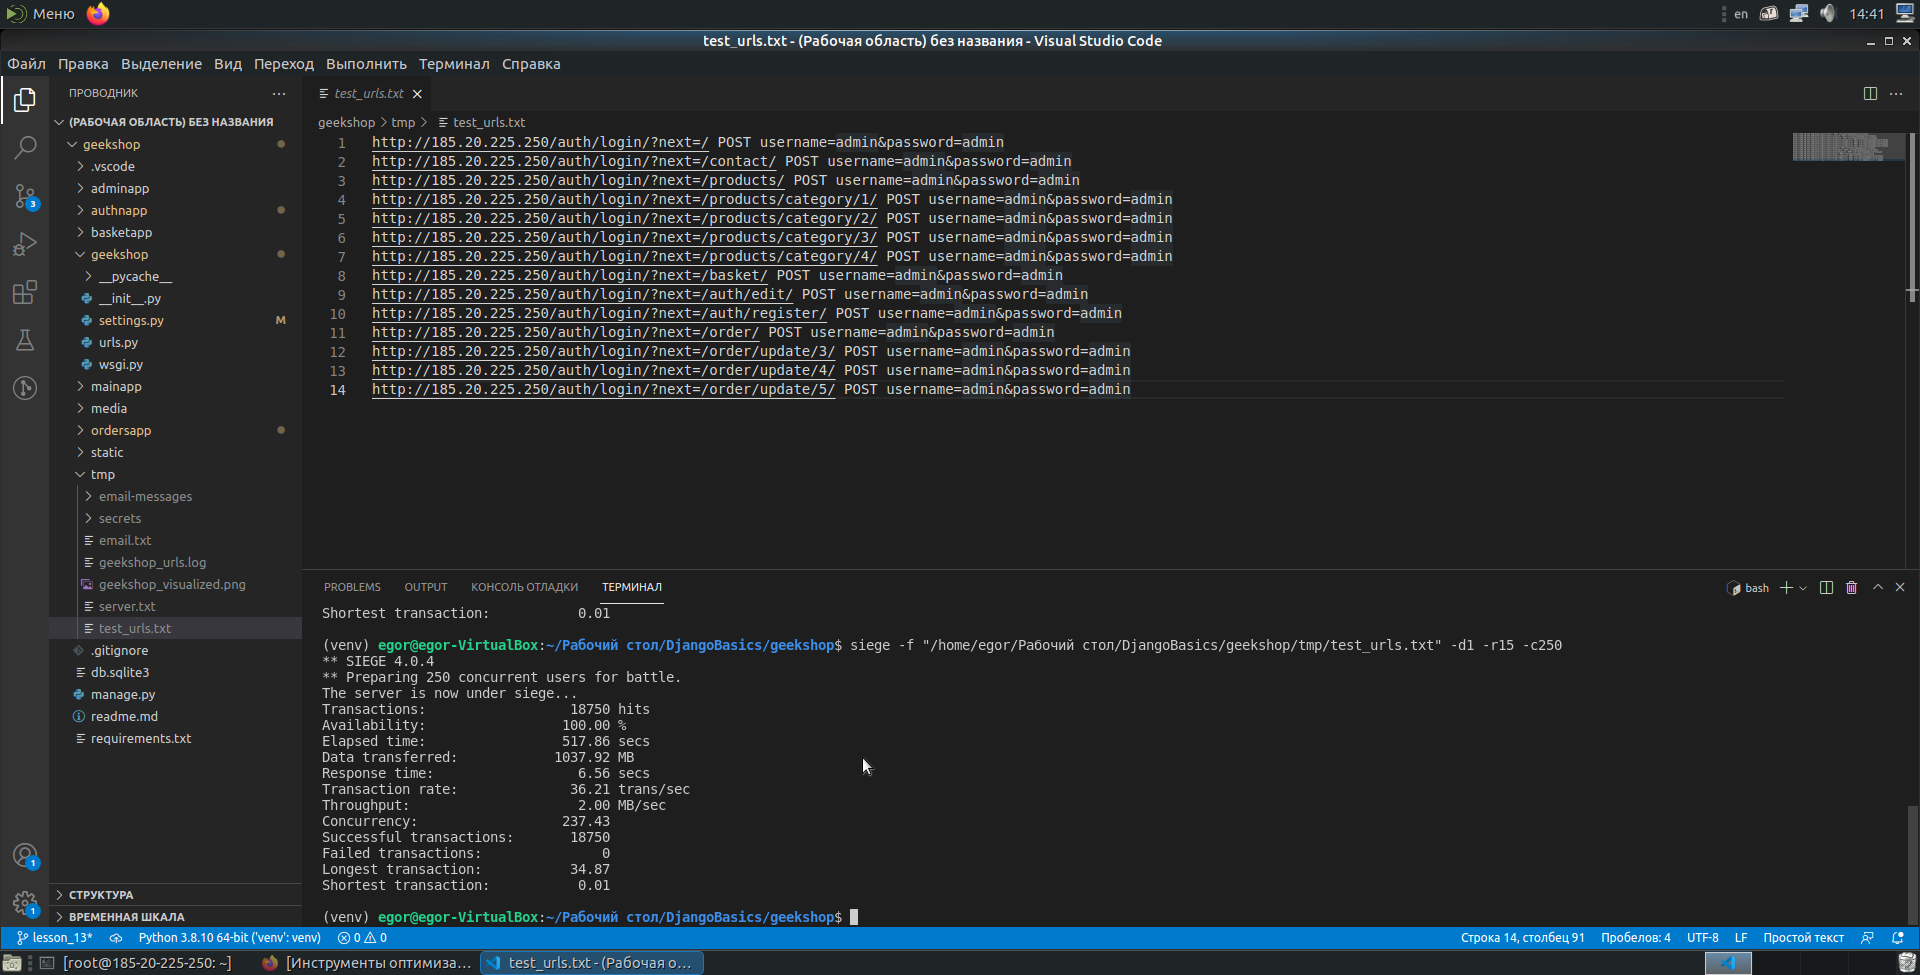 Меню
en
14:41
test_urls.txt - (Рабочая область) без названия - Visual Studio Code
Файл Правка Выделение Вид Переход Выполнить Терминал Справка
ПРОВОДНИК
(РАБОЧАЯ ОБЛАСТЬ) БЕЗ НАЗВАНИЯ
geekshop
.vscode
adminapp
authnapp
basketapp
geekshop
__pycache__
__init__.py
settings.py M
urls.py
wsgi.py
mainapp
media
ordersapp
static
tmp
email-messages
secrets
email.txt
geekshop_urls.log
geekshop_visualized.png
server.txt
test_urls.txt
.gitignore
db.sqlite3
manage.py
readme.md
requirements.txt
СТРУКТУРА
ВРЕМЕННАЯ ШКАЛА
3
1
1
test_urls.txt
geekshop > tmp > test_urls.txt
1 http://185.20.225.250/auth/login/?next=/ POST username=admin&password=admin
2 http://185.20.225.250/auth/login/?next=/contact/ POST username=admin&password=admin
3 http://185.20.225.250/auth/login/?next=/products/ POST username=admin&password=admin
4 http://185.20.225.250/auth/login/?next=/products/category/1/ POST username=admin&password=admin
5 http://185.20.225.250/auth/login/?next=/products/category/2/ POST username=admin&password=admin
6 http://185.20.225.250/auth/login/?next=/products/category/3/ POST username=admin&password=admin
7 http://185.20.225.250/auth/login/?next=/products/category/4/ POST username=admin&password=admin
8 http://185.20.225.250/auth/login/?next=/basket/ POST username=admin&password=admin
9 http://185.20.225.250/auth/login/?next=/auth/edit/ POST username=admin&password=admin
10 http://185.20.225.250/auth/login/?next=/auth/register/ POST username=admin&password=admin
11 http://185.20.225.250/auth/login/?next=/order/ POST username=admin&password=admin
12 http://185.20.225.250/auth/login/?next=/order/update/3/ POST username=admin&password=admin
13 http://185.20.225.250/auth/login/?next=/order/update/4/ POST username=admin&password=admin
14 http://185.20.225.250/auth/login/?next=/order/update/5/ POST username=admin&password=admin
PROBLEMS OUTPUT КОНСОЛЬ ОТЛАДКИ ТЕРМИНАЛ
bash
Shortest transaction: 0.01
(venv) egor@egor-VirtualBox:~/Рабочий стол/DjangoBasics/geekshop$ siege -f "/home/egor/Рабочий стол/DjangoBasics/geekshop/tmp/test_urls.txt" -d1 -r15 -c250
** SIEGE 4.0.4
** Preparing 250 concurrent users for battle.
The server is now under siege...
Transactions: 18750 hits
Availability: 100.00 %
Elapsed time: 517.86 secs
Data transferred: 1037.92 MB
Response time: 6.56 secs
Transaction rate: 36.21 trans/sec
Throughput: 2.00 MB/sec
Concurrency: 237.43
Successful transactions: 18750
Failed transactions: 0
Longest transaction: 34.87
Shortest transaction: 0.01
(venv) egor@egor-VirtualBox:~/Рабочий стол/DjangoBasics/geekshop$
lesson_13* Python 3.8.10 64-bit ('venv': venv) 0 0
Строка 14, столбец 91 Пробелов: 4 UTF-8 LF Простой текст
[root@185-20-225-250: ~] [Инструменты оптимиза... test_urls.txt - (Рабочая о...